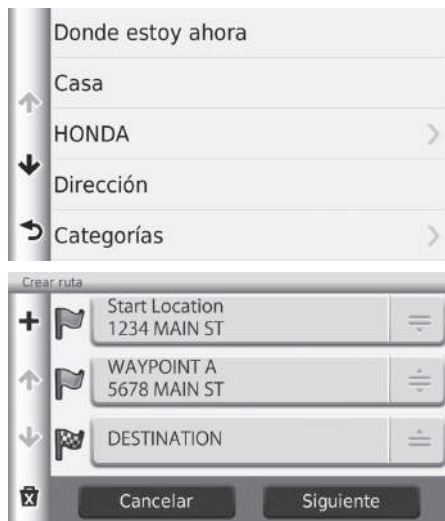 Donde estoy ahora
Casa
HONDA
Dirección
Categorías
Crear ruta
Start Location
1234 MAIN ST
WAYPOINT A
5678 MAIN ST
DESTINATION
Cancelar
Siguiente